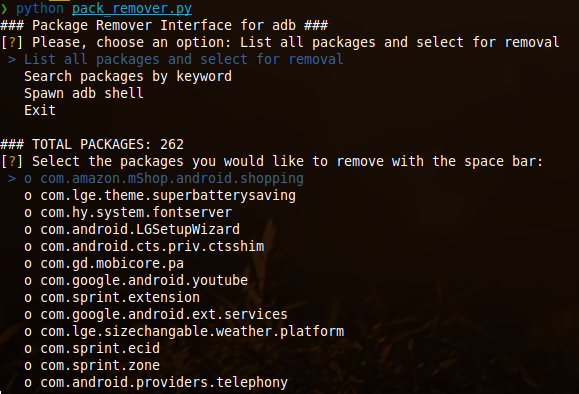 ❯ python pack_remover.py
### Package Remover Interface for adb ###
[?] Please, choose an option: List all packages and select for removal
> List all packages and select for removal
Search packages by keyword
Spawn adb shell
Exit
### TOTAL PACKAGES: 262
[?] Select the packages you would like to remove with the space bar:
> o com.amazon.mShop.android.shopping
o com.lge.theme.superbatterysaving
o com.hy.system.fontserver
o com.android.LGSetupWizard
o com.android.cts.priv.ctsshim
o com.gd.mobicore.pa
o com.google.android.youtube
o com.sprint.extension
o com.google.android.ext.services
o com.lge.sizechangable.weather.platform
o com.sprint.ecid
o com.sprint.zone
o com.android.providers.telephony